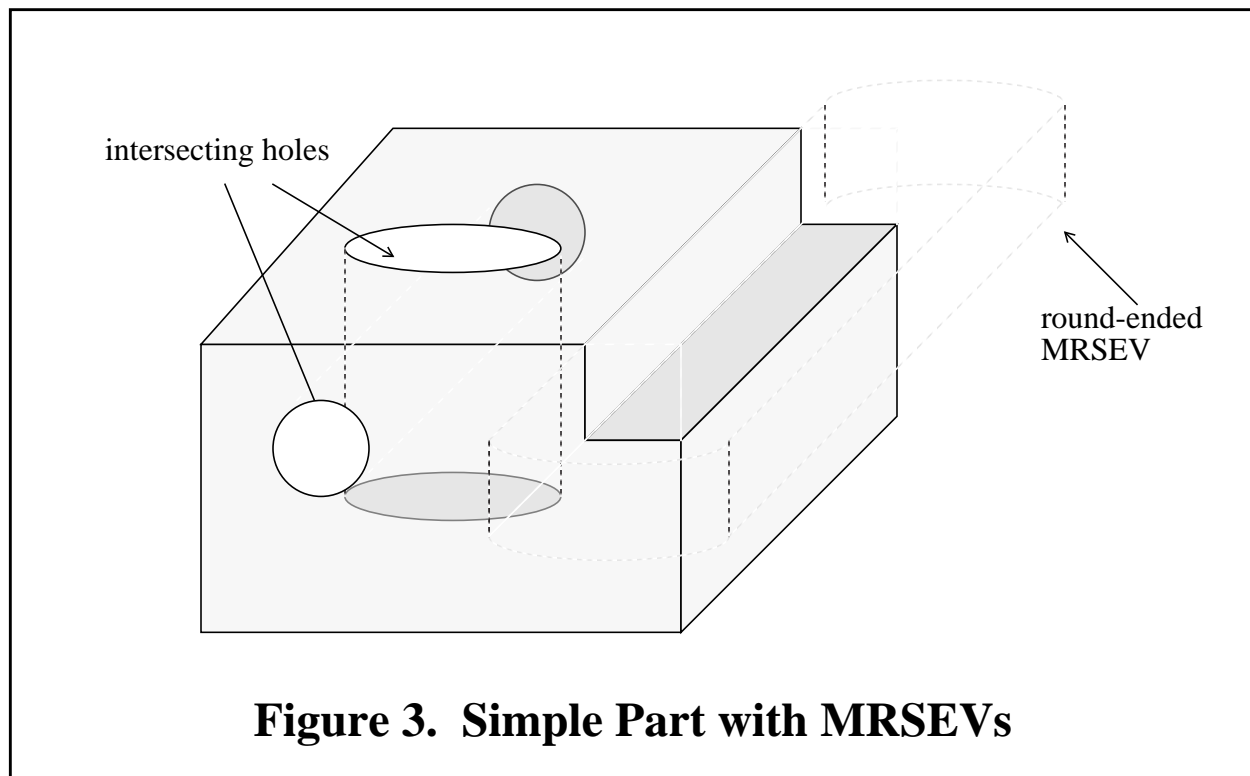 intersecting holes
round-ended
MRSEV
Figure 3.  Simple Part with MRSEVs